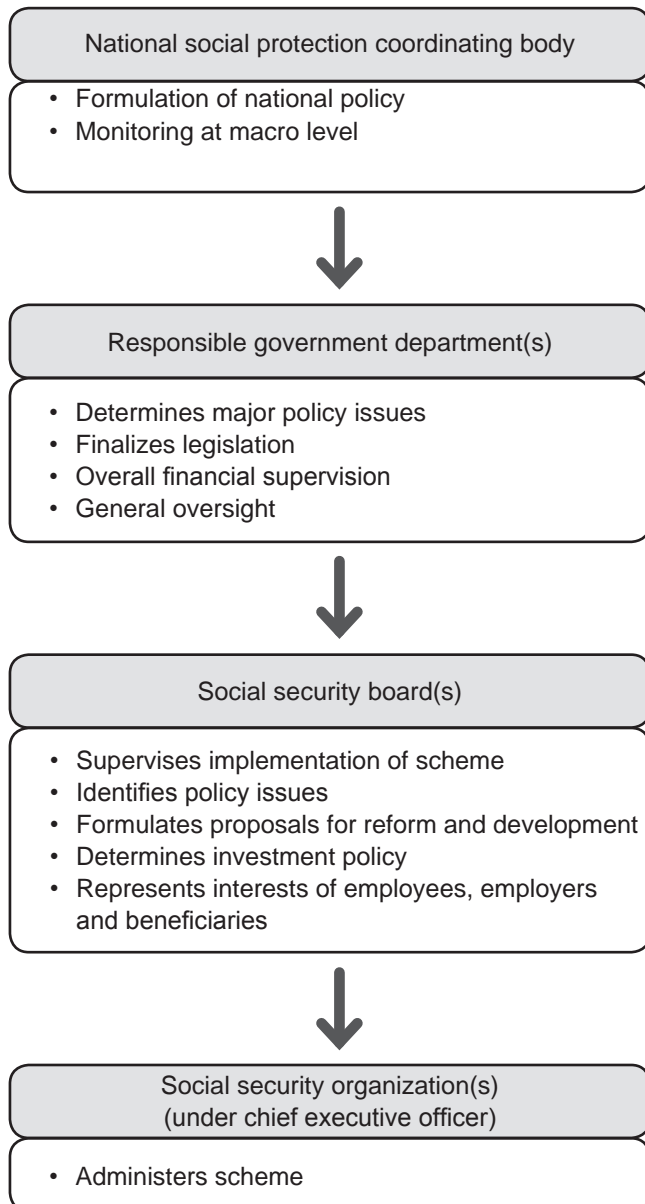 National social protection coordinating body
• Formulation of national policy
• Monitoring at macro level
Responsible government department(s)
• Determines major policy issues
• Finalizes legislation
• Overall financial supervision
• General oversight
Social security board(s)
• Supervises implementation of scheme
• Identifies policy issues
• Formulates proposals for reform and development
• Determines investment policy
• Represents interests of employees, employers
and beneficiaries
Social security organization(s)
(under chief executive officer)
• Administers scheme